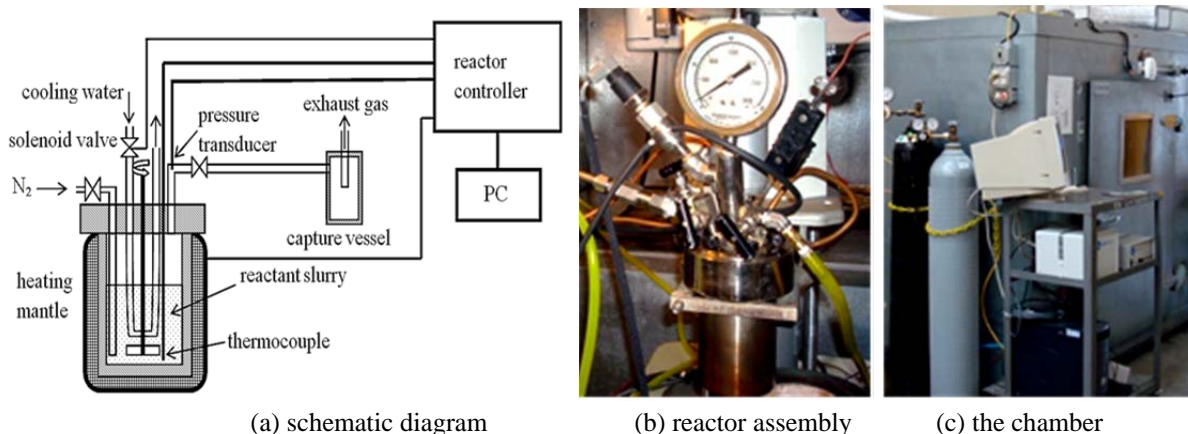 cooling water
solenoid valve
N₂
heating
mantle
pressure
transducer
exhaust gas
capture vessel
reactant slurry
thermocouple
reactor
controller
PC
(a) schematic diagram
(b) reactor assembly
(c) the chamber